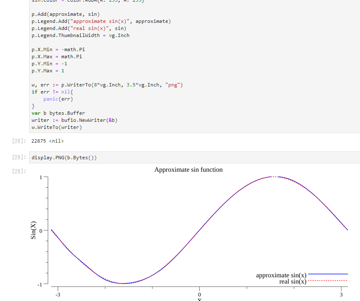 p.Add(approximate, sin)
p.Legend.Add("approximate sin(x)", approximate)
p.Legend.Add("real sin(x)", sin)
p.Legend.ThumbnailWidth = vg.Inch
p.X.Min = -math.Pi
p.X.Max = math.Pi
p.Y.Min = -1
p.Y.Max = 1
w, err := p.WriterTo(8*vg.Inch, 3.5*vg.Inch, "png")
if err != nil{
panic(err)
}
var b bytes.Buffer
writer := bufio.NewWriter(&b)
w.WriteTo(writer)
22875 <nil>
display.PNG(b.Bytes())
Approximate sin function
1
Sin(X)
0
approximate sin(x)
real sin(x)
-1
-3
0
3